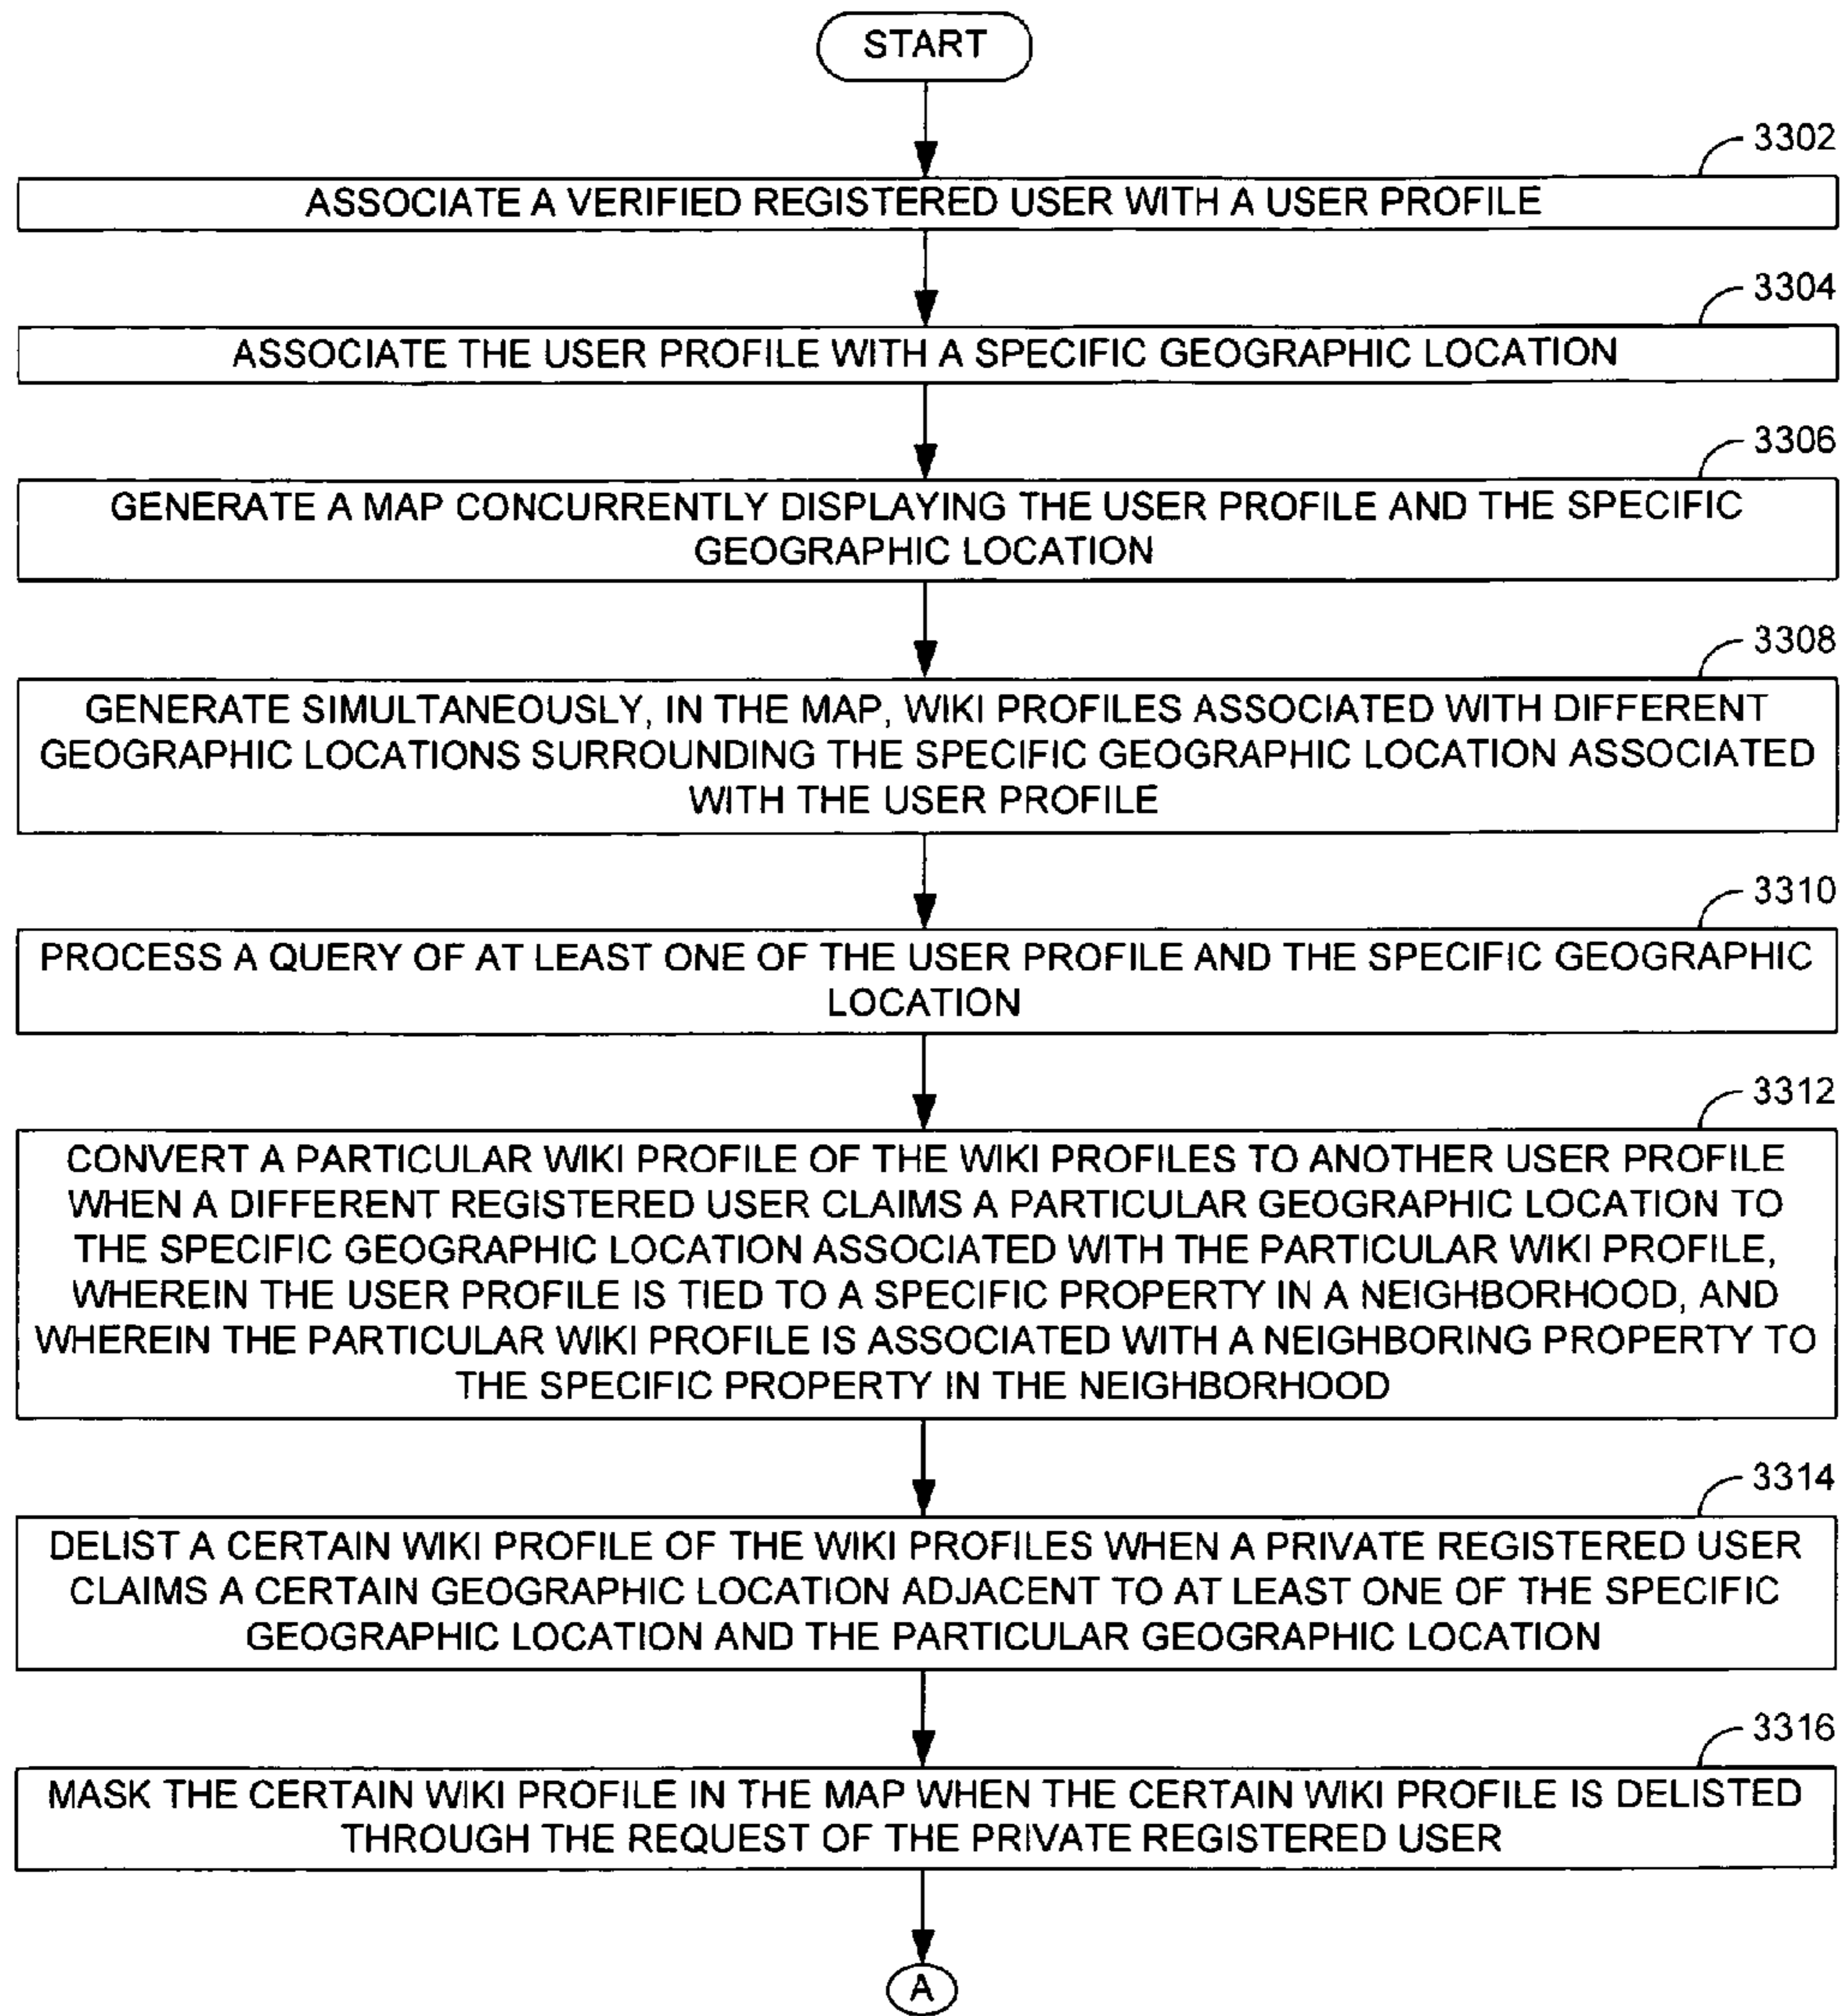 START
3302
ASSOCIATE A VERIFIED REGISTERED USER WITH A USER PROFILE
3304
ASSOCIATE THE USER PROFILE WITH A SPECIFIC GEOGRAPHIC LOCATION
3306
GENERATE A MAP CONCURRENTLY DISPLAYING THE USER PROFILE AND THE SPECIFIC
GEOGRAPHIC LOCATION
3308
GENERATE SIMULTANEOUSLY, IN THE MAP, WIKI PROFILES ASSOCIATED WITH DIFFERENT
GEOGRAPHIC LOCATIONS SURROUNDING THE SPECIFIC GEOGRAPHIC LOCATION ASSOCIATED
WITH THE USER PROFILE
3310
PROCESS A QUERY OF AT LEAST ONE OF THE USER PROFILE AND THE SPECIFIC GEOGRAPHIC
LOCATION
3312
CONVERT A PARTICULAR WIKI PROFILE OF THE WIKI PROFILES TO ANOTHER USER PROFILE
WHEN A DIFFERENT REGISTERED USER CLAIMS A PARTICULAR GEOGRAPHIC LOCATION TO
THE SPECIFIC GEOGRAPHIC LOCATION ASSOCIATED WITH THE PARTICULAR WIKI PROFILE,
WHEREIN THE USER PROFILE IS TIED TO A SPECIFIC PROPERTY IN A NEIGHBORHOOD, AND
WHEREIN THE PARTICULAR WIKI PROFILE IS ASSOCIATED WITH A NEIGHBORING PROPERTY TO
THE SPECIFIC PROPERTY IN THE NEIGHBORHOOD
3314
DELIST A CERTAIN WIKI PROFILE OF THE WIKI PROFILES WHEN A PRIVATE REGISTERED USER
CLAIMS A CERTAIN GEOGRAPHIC LOCATION ADJACENT TO AT LEAST ONE OF THE SPECIFIC
GEOGRAPHIC LOCATION AND THE PARTICULAR GEOGRAPHIC LOCATION
3316
MASK THE CERTAIN WIKI PROFILE IN THE MAP WHEN THE CERTAIN WIKI PROFILE IS DELISTED
THROUGH THE REQUEST OF THE PRIVATE REGISTERED USER
A